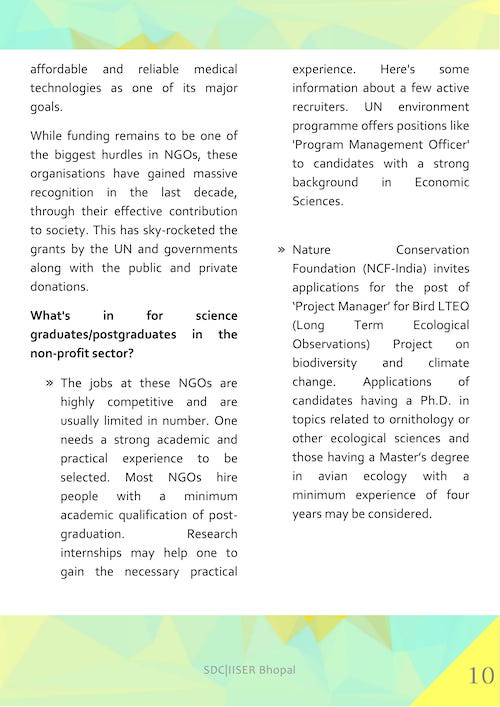 affordable and reliable medical
technologies as one of its major
goals.
While funding remains to be one of
the biggest hurdles in NGOs, these
organisations have gained massive
recognition in the last decade,
through their effective contribution
to society. This has sky-rocketed the
grants by the UN and governments
along with the public and private
donations.
What's in for science
graduates/postgraduates in the
non-profit sector?
» The jobs at these NGOs are
highly competitive and are
usually limited in number. One
needs a strong academic and
practical experience to be
selected. Most NGOs hire
people with a minimum
academic qualification of post-
graduation. Research
internships may help one to
gain the necessary practical
experience. Here's some
information about a few active
recruiters. UN environment
programme offers positions like
'Program Management Officer'
to candidates with a strong
background in Economic
Sciences.
» Nature Conservation
Foundation (NCF-India) invites
applications for the post of
‘Project Manager’ for Bird LTEO
(Long Term Ecological
Observations) Project on
biodiversity and climate
change. Applications of
candidates having a Ph.D. in
topics related to ornithology or
other ecological sciences and
those having a Master’s degree
in avian ecology with a
minimum experience of four
years may be considered.
SDC|IISER Bhopal
10